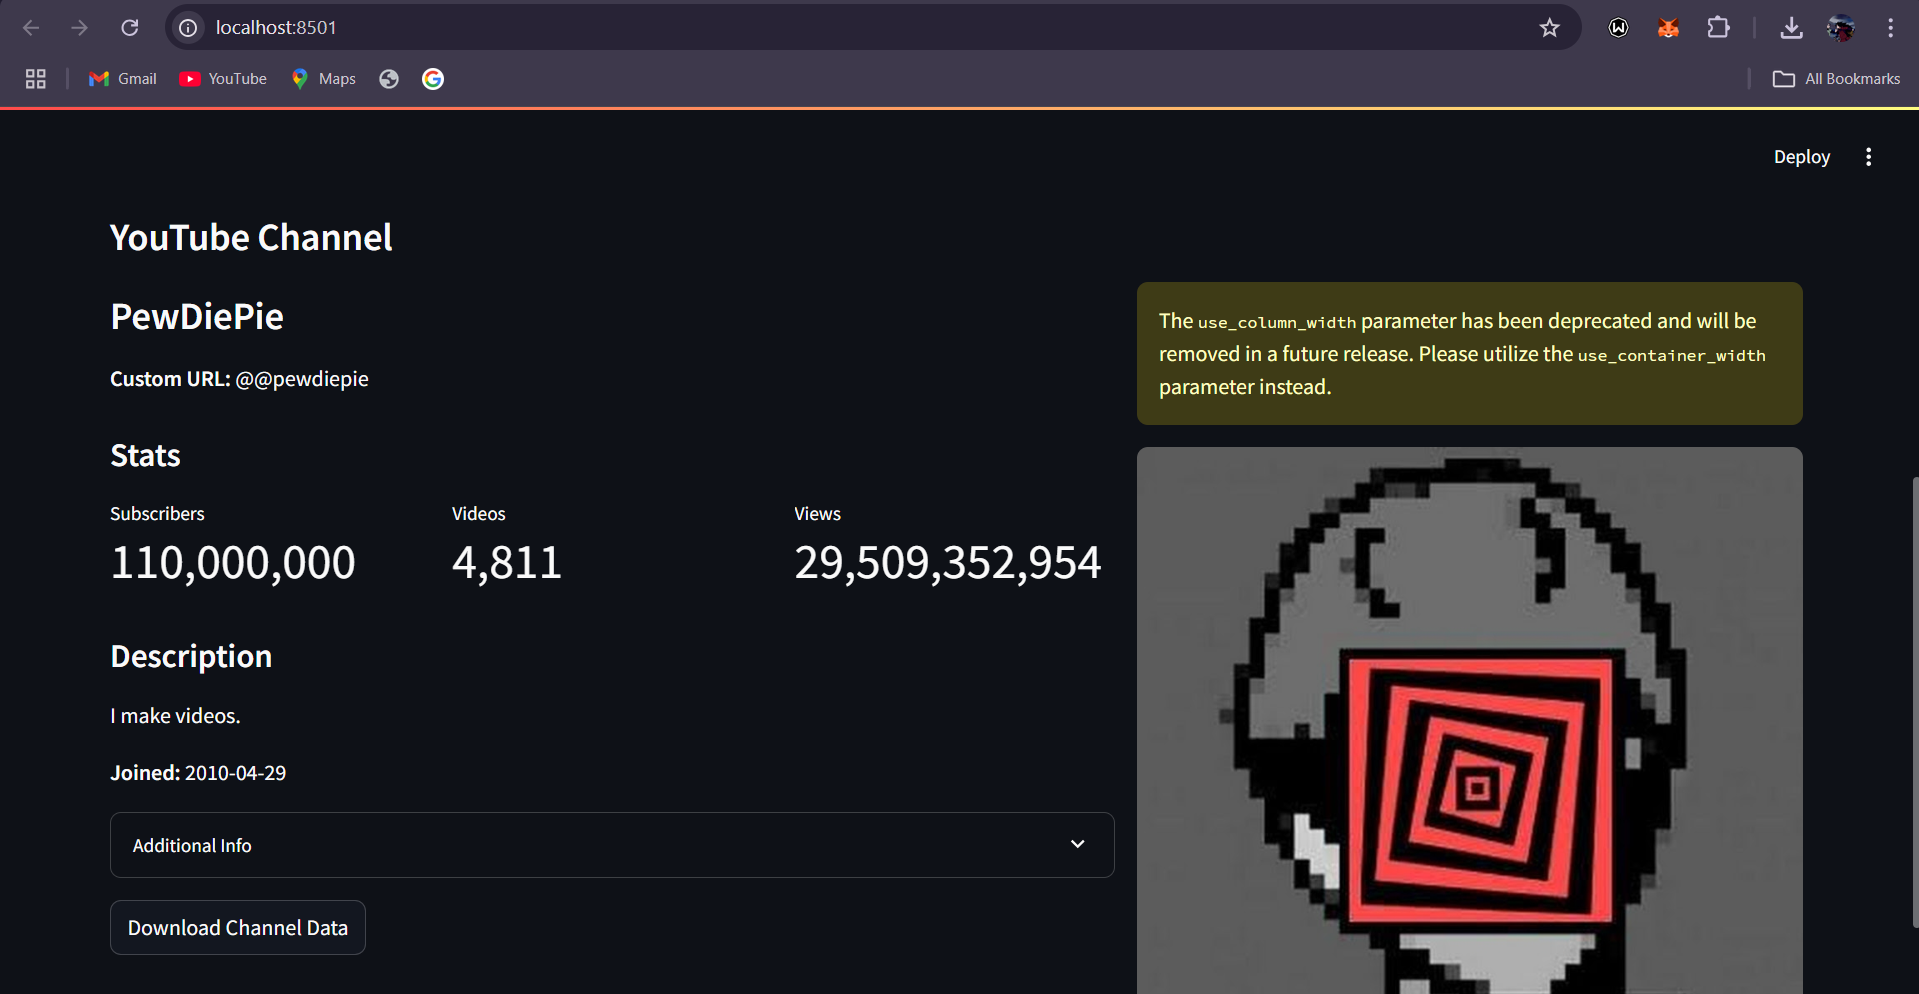 localhost:8501
Gmail
YouTube
Maps
All Bookmarks
Deploy
YouTube Channel
PewDiePie
Custom URL: @@pewdiepie
Stats
Subscribers
110,000,000
Videos
4,811
Views
29,509,352,954
Description
I make videos.
Joined: 2010-04-29
Additional Info
Download Channel Data
The use_column_width parameter has been deprecated and will be
removed in a future release. Please utilize the use_container_width
parameter instead.